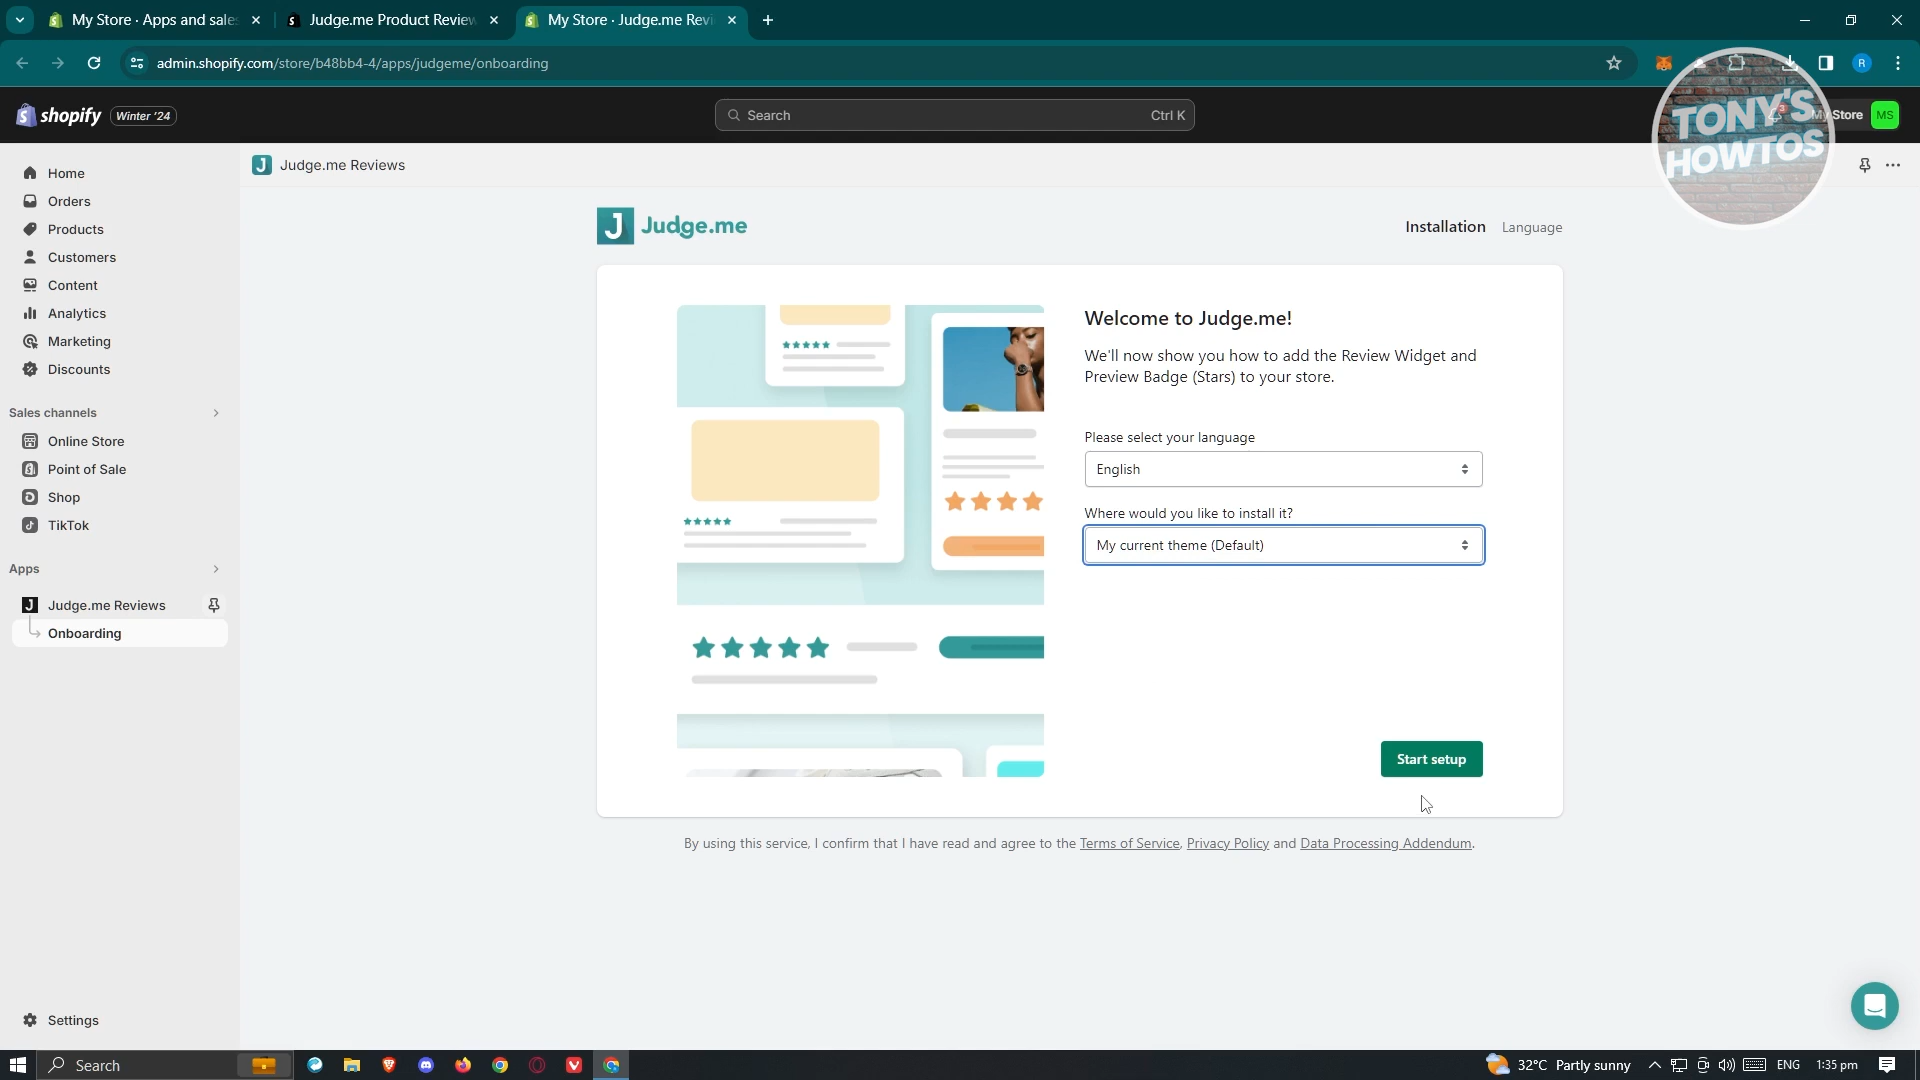 My Store · Apps and sale
Judge.me Product Review
My Store · Judge.me Revi
admin.shopify.com/store/b48bb4-4/apps/judgeme/onboarding
R
shopify
Winter '24
Search
Ctrl K
3
My Store
MS
TONY'S
HOWTOS
Home
Orders
Products
Customers
Content
Analytics
Marketing
Discounts
Sales channels
Online Store
Point of Sale
Shop
TikTok
Apps
J Judge.me Reviews
Onboarding
Settings
J Judge.me Reviews
J Judge.me
Installation
Language
Welcome to Judge.me!
We'll now show you how to add the Review Widget and
Preview Badge (Stars) to your store.
Please select your language
English
Where would you like to install it?
My current theme (Default)
Start setup
By using this service, I confirm that I have read and agree to the Terms of Service, Privacy Policy and Data Processing Addendum.
Search
32°C Partly sunny
ENG
1:35 pm